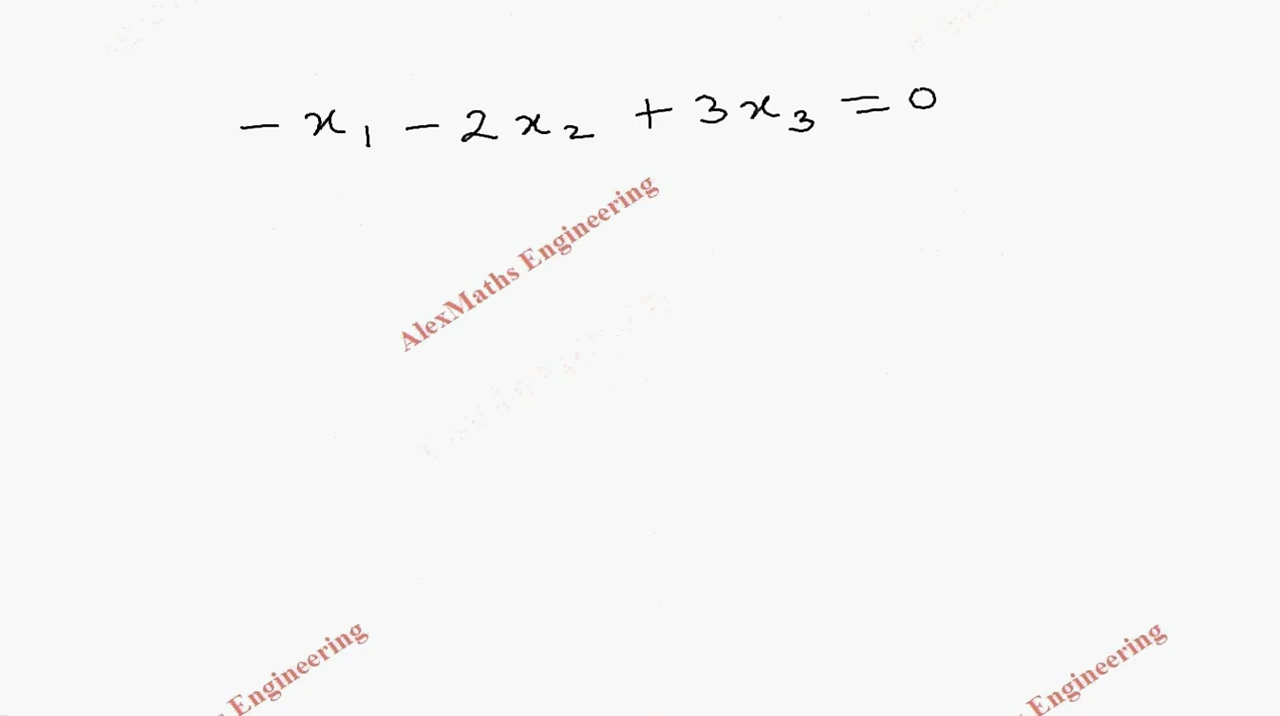 - x₁ - 2x₂ + 3x₃ = 0
AlexMaths Engineering
Engineering
Engineering